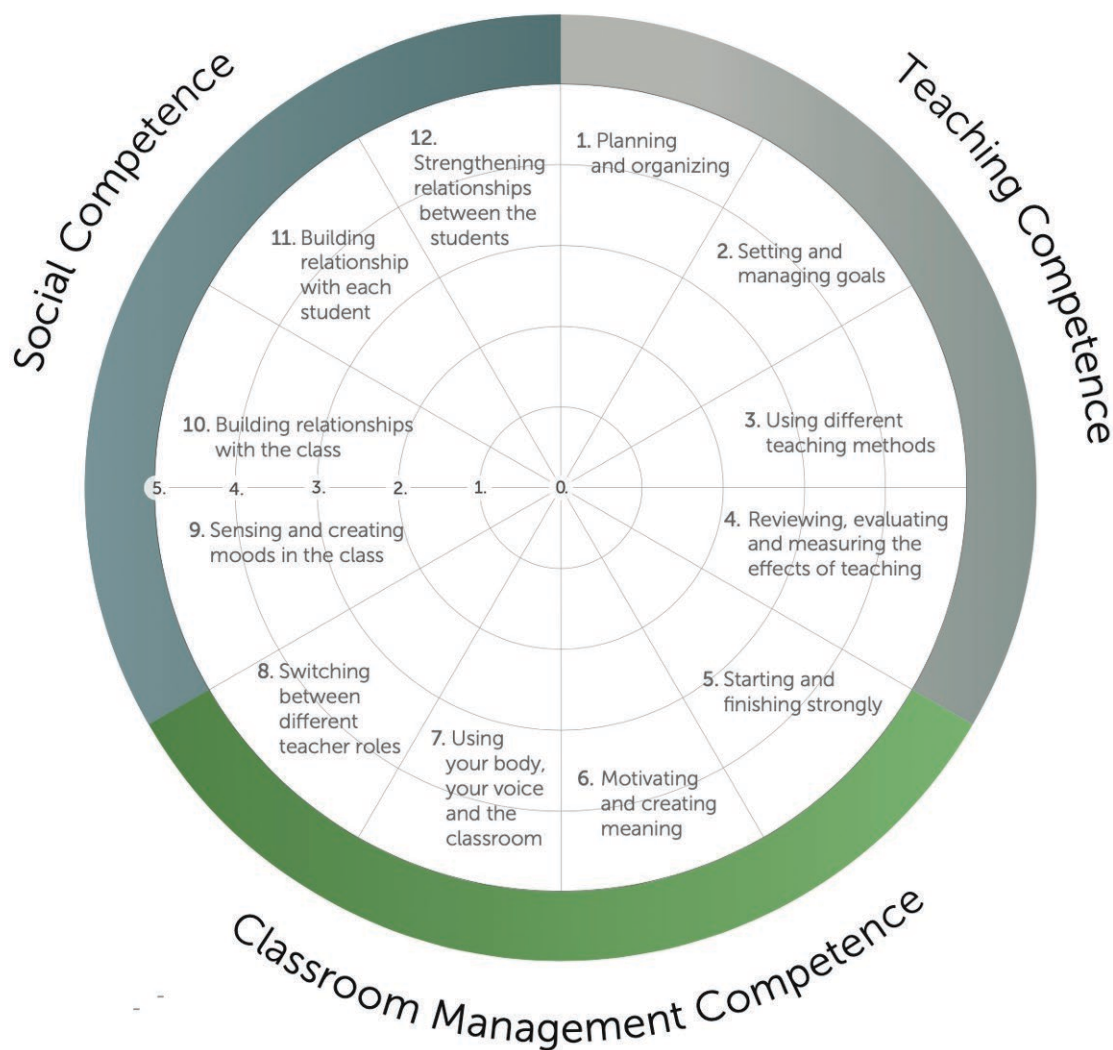 Social Competence
Teaching Competence
Classroom Management Competence
1. Planning
and organizing
2. Setting and
managing goals
3. Using different
teaching methods
4. Reviewing, evaluating
and measuring the
effects of teaching
5. Starting and
finishing strongly
6. Motivating
and creating
meaning
7. Using
your body,
your voice
and the
classroom
8. Switching
between
different
teacher roles
9. Sensing and creating
moods in the class
10. Building relationships
with the class
11. Building
relationship
with each
student
12.
Strengthening
relationships
between the
students
5. 4. 3. 2. 1. 0.